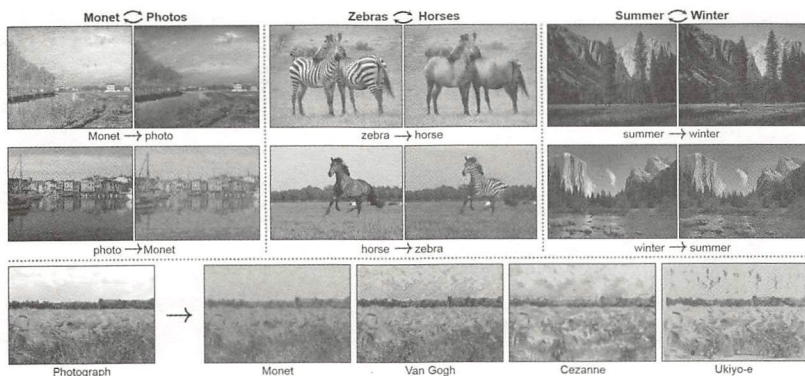 Monet Photos
Zebras Horses
Summer Winter
Monet → photo
zebra → horse
summer → winter
photo → Monet
horse → zebra
winter → summer
Photograph
Monet
Van Gogh
Cezanne
Ukiyo-e